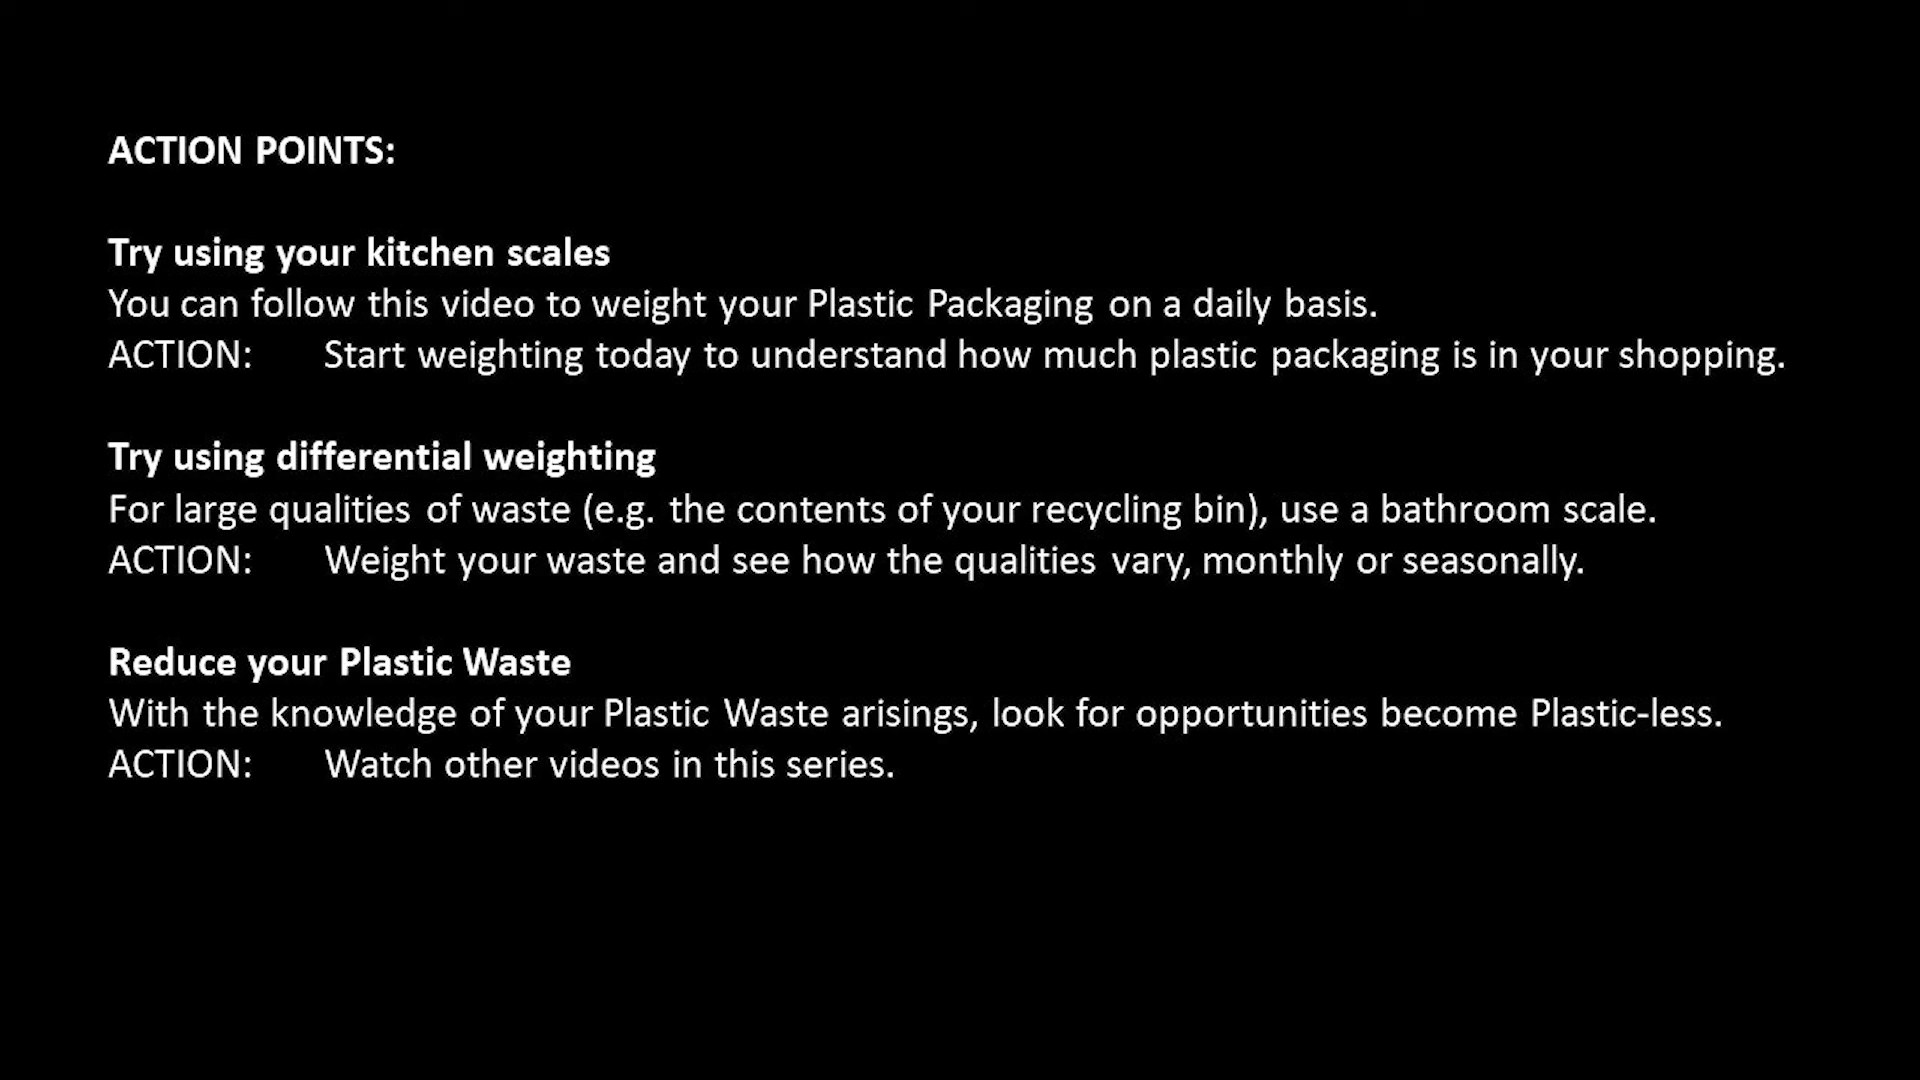 ACTION POINTS:
Try using your kitchen scales
You can follow this video to weight your Plastic Packaging on a daily basis.
ACTION: Start weighting today to understand how much plastic packaging is in your shopping.
Try using differential weighting
For large qualities of waste (e.g. the contents of your recycling bin), use a bathroom scale.
ACTION: Weight your waste and see how the qualities vary, monthly or seasonally.
Reduce your Plastic Waste
With the knowledge of your Plastic Waste arisings, look for opportunities become Plastic-less.
ACTION: Watch other videos in this series.